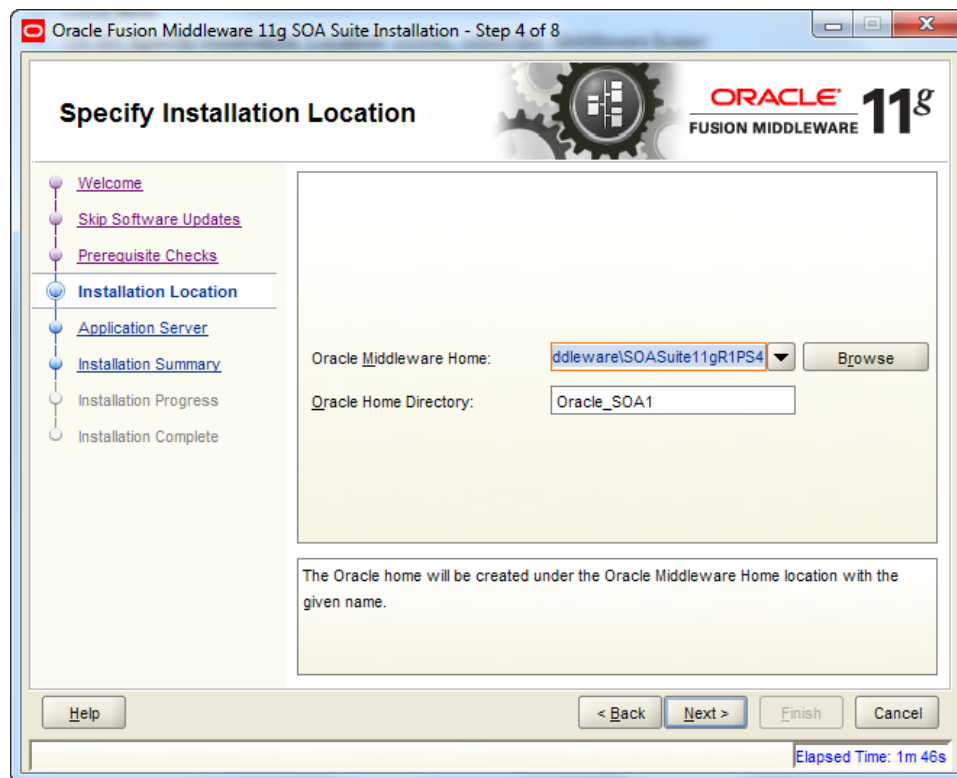 Oracle Fusion Middleware 11g SOA Suite Installation - Step 4 of 8
Specify Installation Location
ORACLE
FUSION MIDDLEWARE
11g
Welcome
Skip Software Updates
Prerequisite Checks
Installation Location
Application Server
Installation Summary
Installation Progress
Installation Complete
Oracle Middleware Home:
ddleware\SOASuite11gR1PS4
Browse
Oracle Home Directory:
Oracle_SOA1
The Oracle home will be created under the Oracle Middleware Home location with the
given name.
Help
< Back
Next >
Finish
Cancel
Elapsed Time: 1m 46s